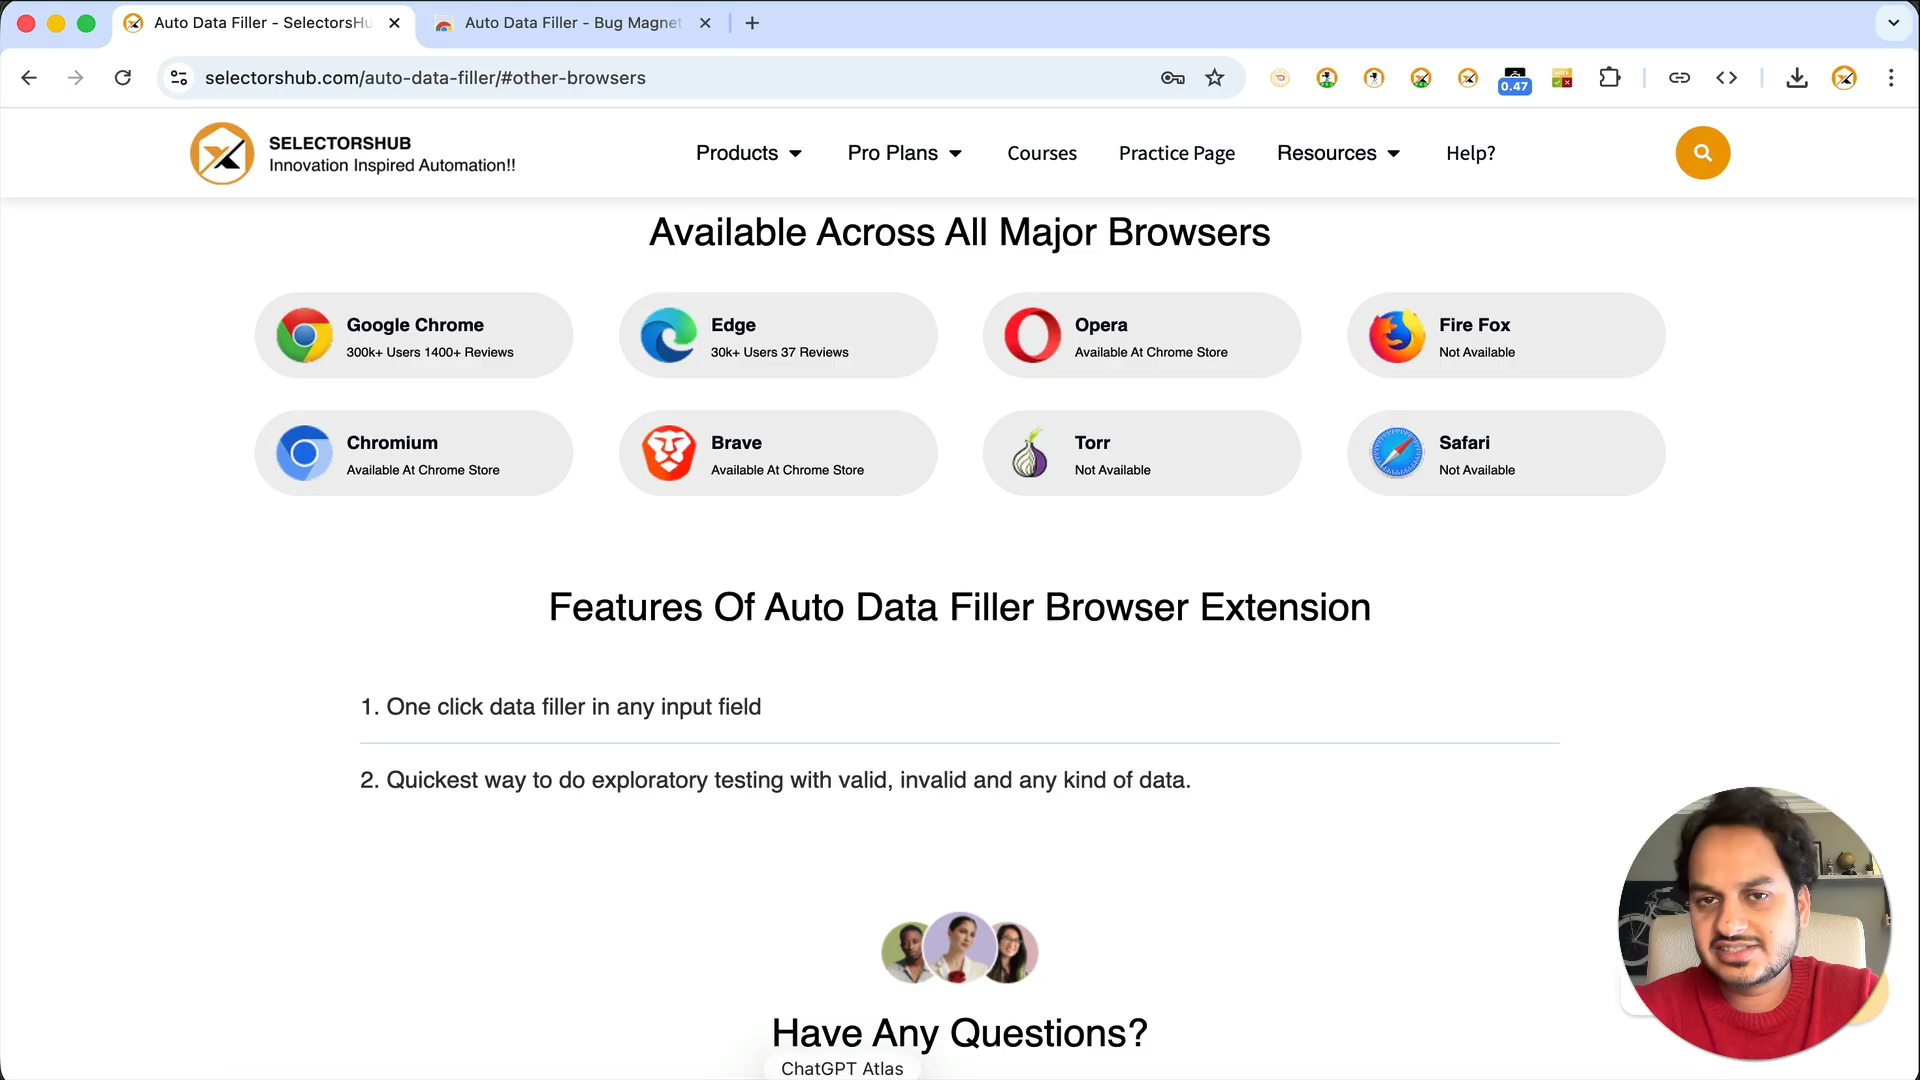 Auto Data Filler - SelectorsHu
Auto Data Filler - Bug Magnet
selectorshub.com/auto-data-filler/#other-browsers
0.47
SELECTORSHUB
Innovation Inspired Automation!!
Products
Pro Plans
Courses
Practice Page
Resources
Help?
Available Across All Major Browsers
Google Chrome
300k+ Users 1400+ Reviews
Edge
30k+ Users 37 Reviews
Opera
Available At Chrome Store
Fire Fox
Not Available
Chromium
Available At Chrome Store
Brave
Available At Chrome Store
Torr
Not Available
Safari
Not Available
Features Of Auto Data Filler Browser Extension
1. One click data filler in any input field
2. Quickest way to do exploratory testing with valid, invalid and any kind of data.
Have Any Questions?
ChatGPT Atlas